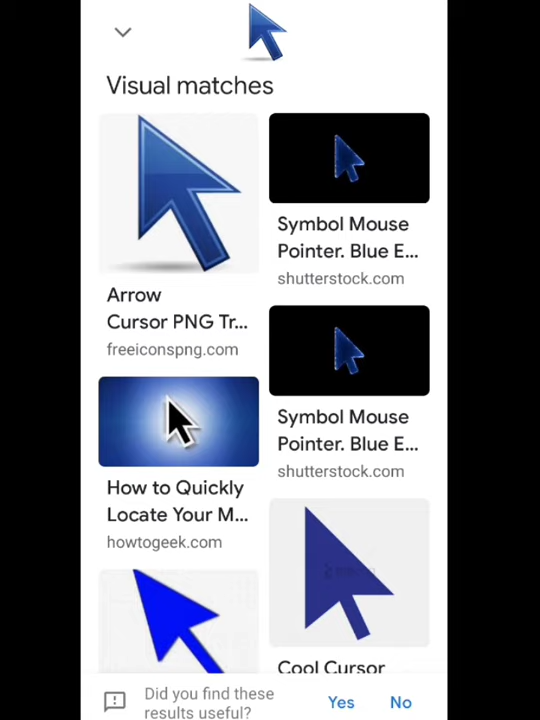 Visual matches
Arrow
Cursor PNG Tr...
freeiconspng.com
Symbol Mouse
Pointer. Blue E...
shutterstock.com
How to Quickly
Locate Your M...
howtogeek.com
Symbol Mouse
Pointer. Blue E...
shutterstock.com
Cool Cursor
Did you find these
results useful?
Yes
No